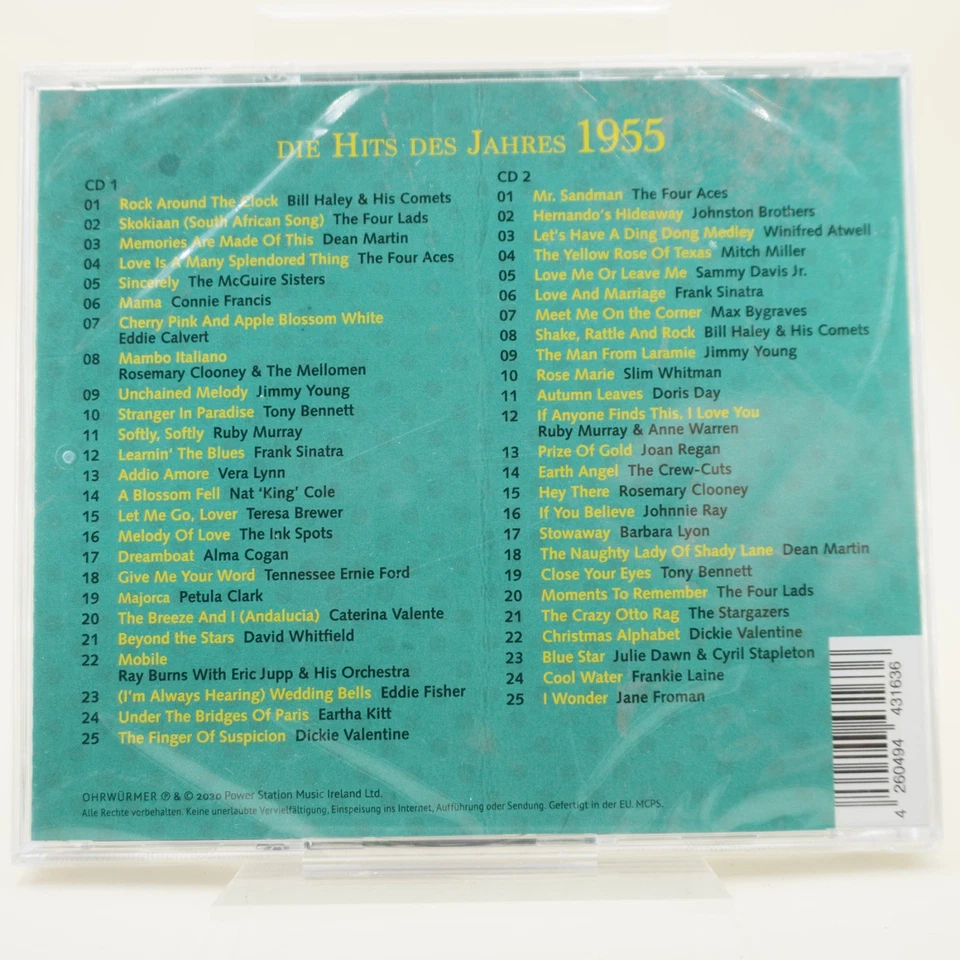 DIE HITS DES JAHRES 1955
CD 1
01 Rock Around The Clock Bill Haley & His Comets
02 Skokiaan (South African Song) The Four Lads
03 Memories Are Made Of This Dean Martin
04 Love Is A Many Splendored Thing The Four Aces
05 Sincerely The McGuire Sisters
06 Mama Connie Francis
07 Cherry Pink And Apple Blossom White
Eddie Calvert
08 Mambo Italiano
Rosemary Clooney & The Mellomen
09 Unchained Melody Jimmy Young
10 Stranger In Paradise Tony Bennett
11 Softly, Softly Ruby Murray
12 Learnin' The Blues Frank Sinatra
13 Addio Amore Vera Lynn
14 A Blossom Fell Nat 'King' Cole
15 Let Me Go, Lover Teresa Brewer
16 Melody Of Love The Ink Spots
17 Dreamboat Alma Cogan
18 Give Me Your Word Tennessee Ernie Ford
19 Majorca Petula Clark
20 The Breeze And I (Andalucia) Caterina Valente
21 Beyond the Stars David Whitfield
22 Mobile
Ray Burns With Eric Jupp & His Orchestra
23 (I'm Always Hearing) Wedding Bells Eddie Fisher
24 Under The Bridges Of Paris Eartha Kitt
25 The Finger Of Suspicion Dickie Valentine
CD 2
01 Mr. Sandman The Four Aces
02 Hernando's Hideaway Johnston Brothers
03 Let's Have A Ding Dong Medley Winifred Atwell
04 The Yellow Rose Of Texas Mitch Miller
05 Love Me Or Leave Me Sammy Davis Jr.
06 Love And Marriage Frank Sinatra
07 Meet Me On the Corner Max Bygraves
08 Shake, Rattle And Rock Bill Haley & His Comets
09 The Man From Laramie Jimmy Young
10 Rose Marie Slim Whitman
11 Autumn Leaves Doris Day
12 If Anyone Finds This, I Love You
Ruby Murray & Anne Warren
13 Prize Of Gold Joan Regan
14 Earth Angel The Crew-Cuts
15 Hey There Rosemary Clooney
16 If You Believe Johnnie Ray
17 Stowaway Barbara Lyon
18 The Naughty Lady Of Shady Lane Dean Martin
19 Close Your Eyes Tony Bennett
20 Moments To Remember The Four Lads
21 The Crazy Otto Rag The Stargazers
22 Christmas Alphabet Dickie Valentine
23 Blue Star Julie Dawn & Cyril Stapleton
24 Cool Water Frankie Laine
25 I Wonder Jane Froman
OHRWÜRMER ℗ & © 2020 Power Station Music Ireland Ltd.
Alle Rechte vorbehalten. Keine unerlaubte Vervielfältigung, Einspeisung ins Internet, Aufführung oder Sendung. Gefertigt in der EU. MCPS.
4 260494 431636